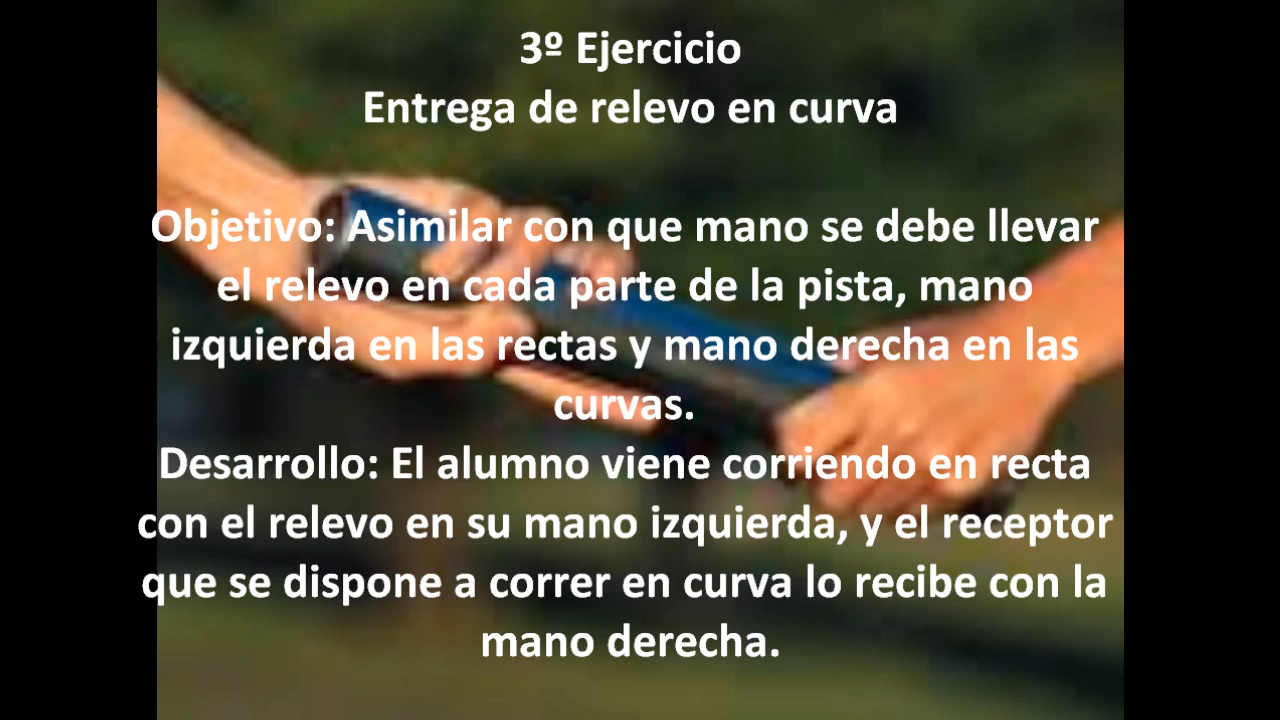 3º Ejercicio
Entrega de relevo en curva
Objetivo: Asimilar con que mano se debe llevar
el relevo en cada parte de la pista, mano
izquierda en las rectas y mano derecha en las
curvas.
Desarrollo: El alumno viene corriendo en recta
con el relevo en su mano izquierda, y el receptor
que se dispone a correr en curva lo recibe con la
mano derecha.